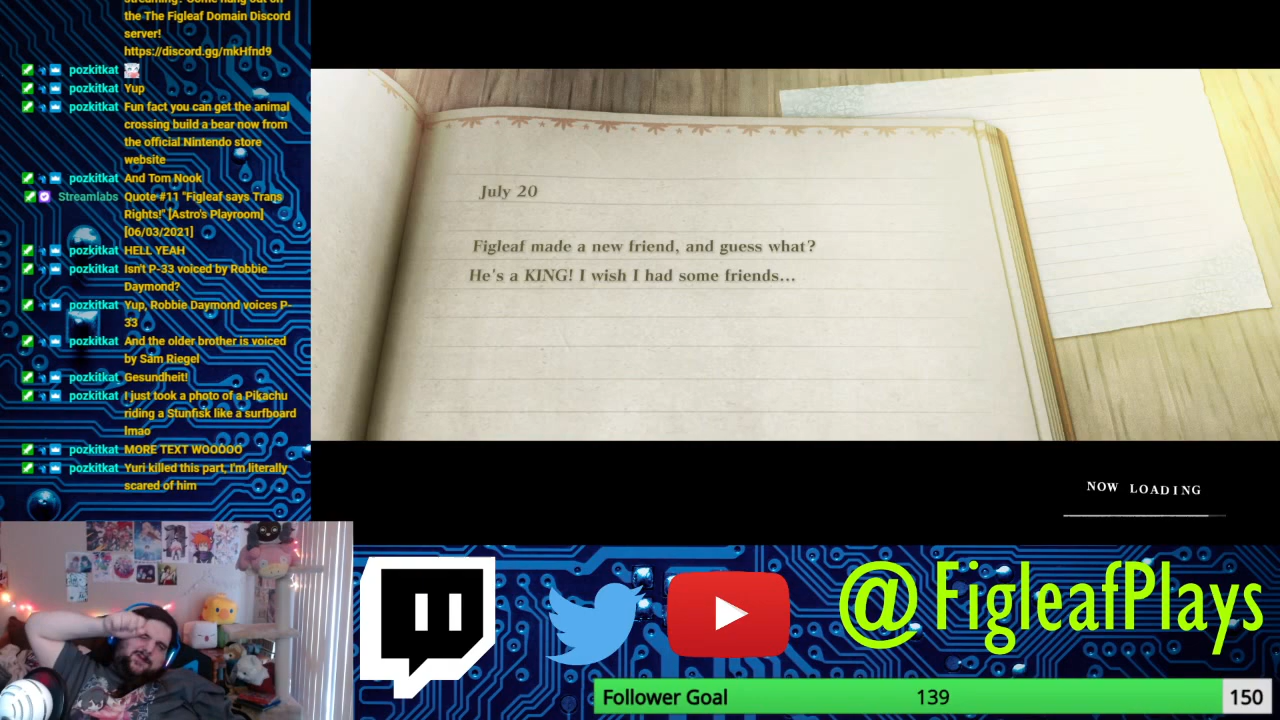 streaming? Come hang out on
the The Figleaf Domain Discord
server!
https://discord.gg/mkHfnd9
pozkitkat
pozkitkat Yup
pozkitkat Fun fact you can get the animal
crossing build a bear now from
the official Nintendo store
website
pozkitkat And Tom Nook
Streamlabs Quote #11 "Figleaf says Trans
Rights!" [Astro's Playroom]
[06/03/2021]
pozkitkat HELL YEAH
pozkitkat Isn't P-33 voiced by Robbie
Daymond?
pozkitkat Yup, Robbie Daymond voices P-
33
pozkitkat And the older brother is voiced
by Sam Riegel
pozkitkat Gesundheit!
pozkitkat I just took a photo of a Pikachu
riding a Stunfisk like a surfboard
lmao
pozkitkat MORE TEXT WOOOOO
pozkitkat Yuri killed this part, I'm literally
scared of him
July 20
Figleaf made a new friend, and guess what?
He's a KING! I wish I had some friends...
NOW LOADING
@FigleafPlays
Follower Goal 139 150